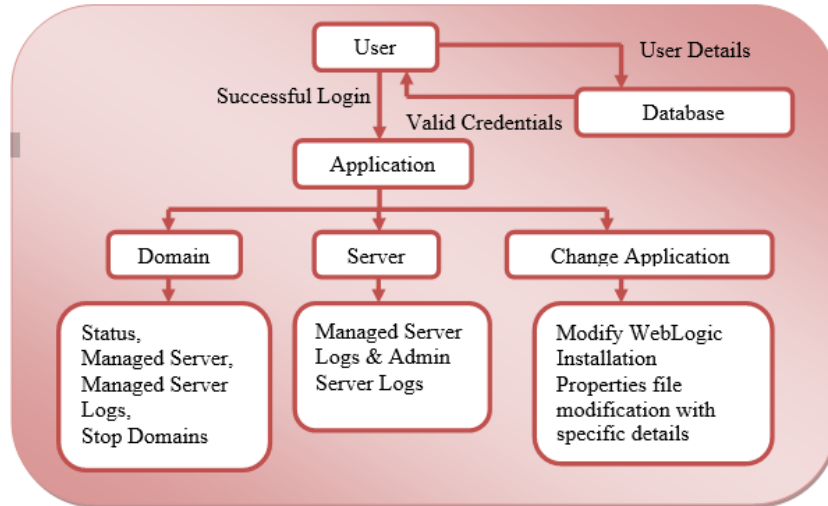 User
User Details
Successful Login
Valid Credentials
Database
Application
Domain
Server
Change Application
Status,
Managed Server,
Managed Server
Logs,
Stop Domains
Managed Server
Logs & Admin
Server Logs
Modify WebLogic
Installation
Properties file
modification with
specific details